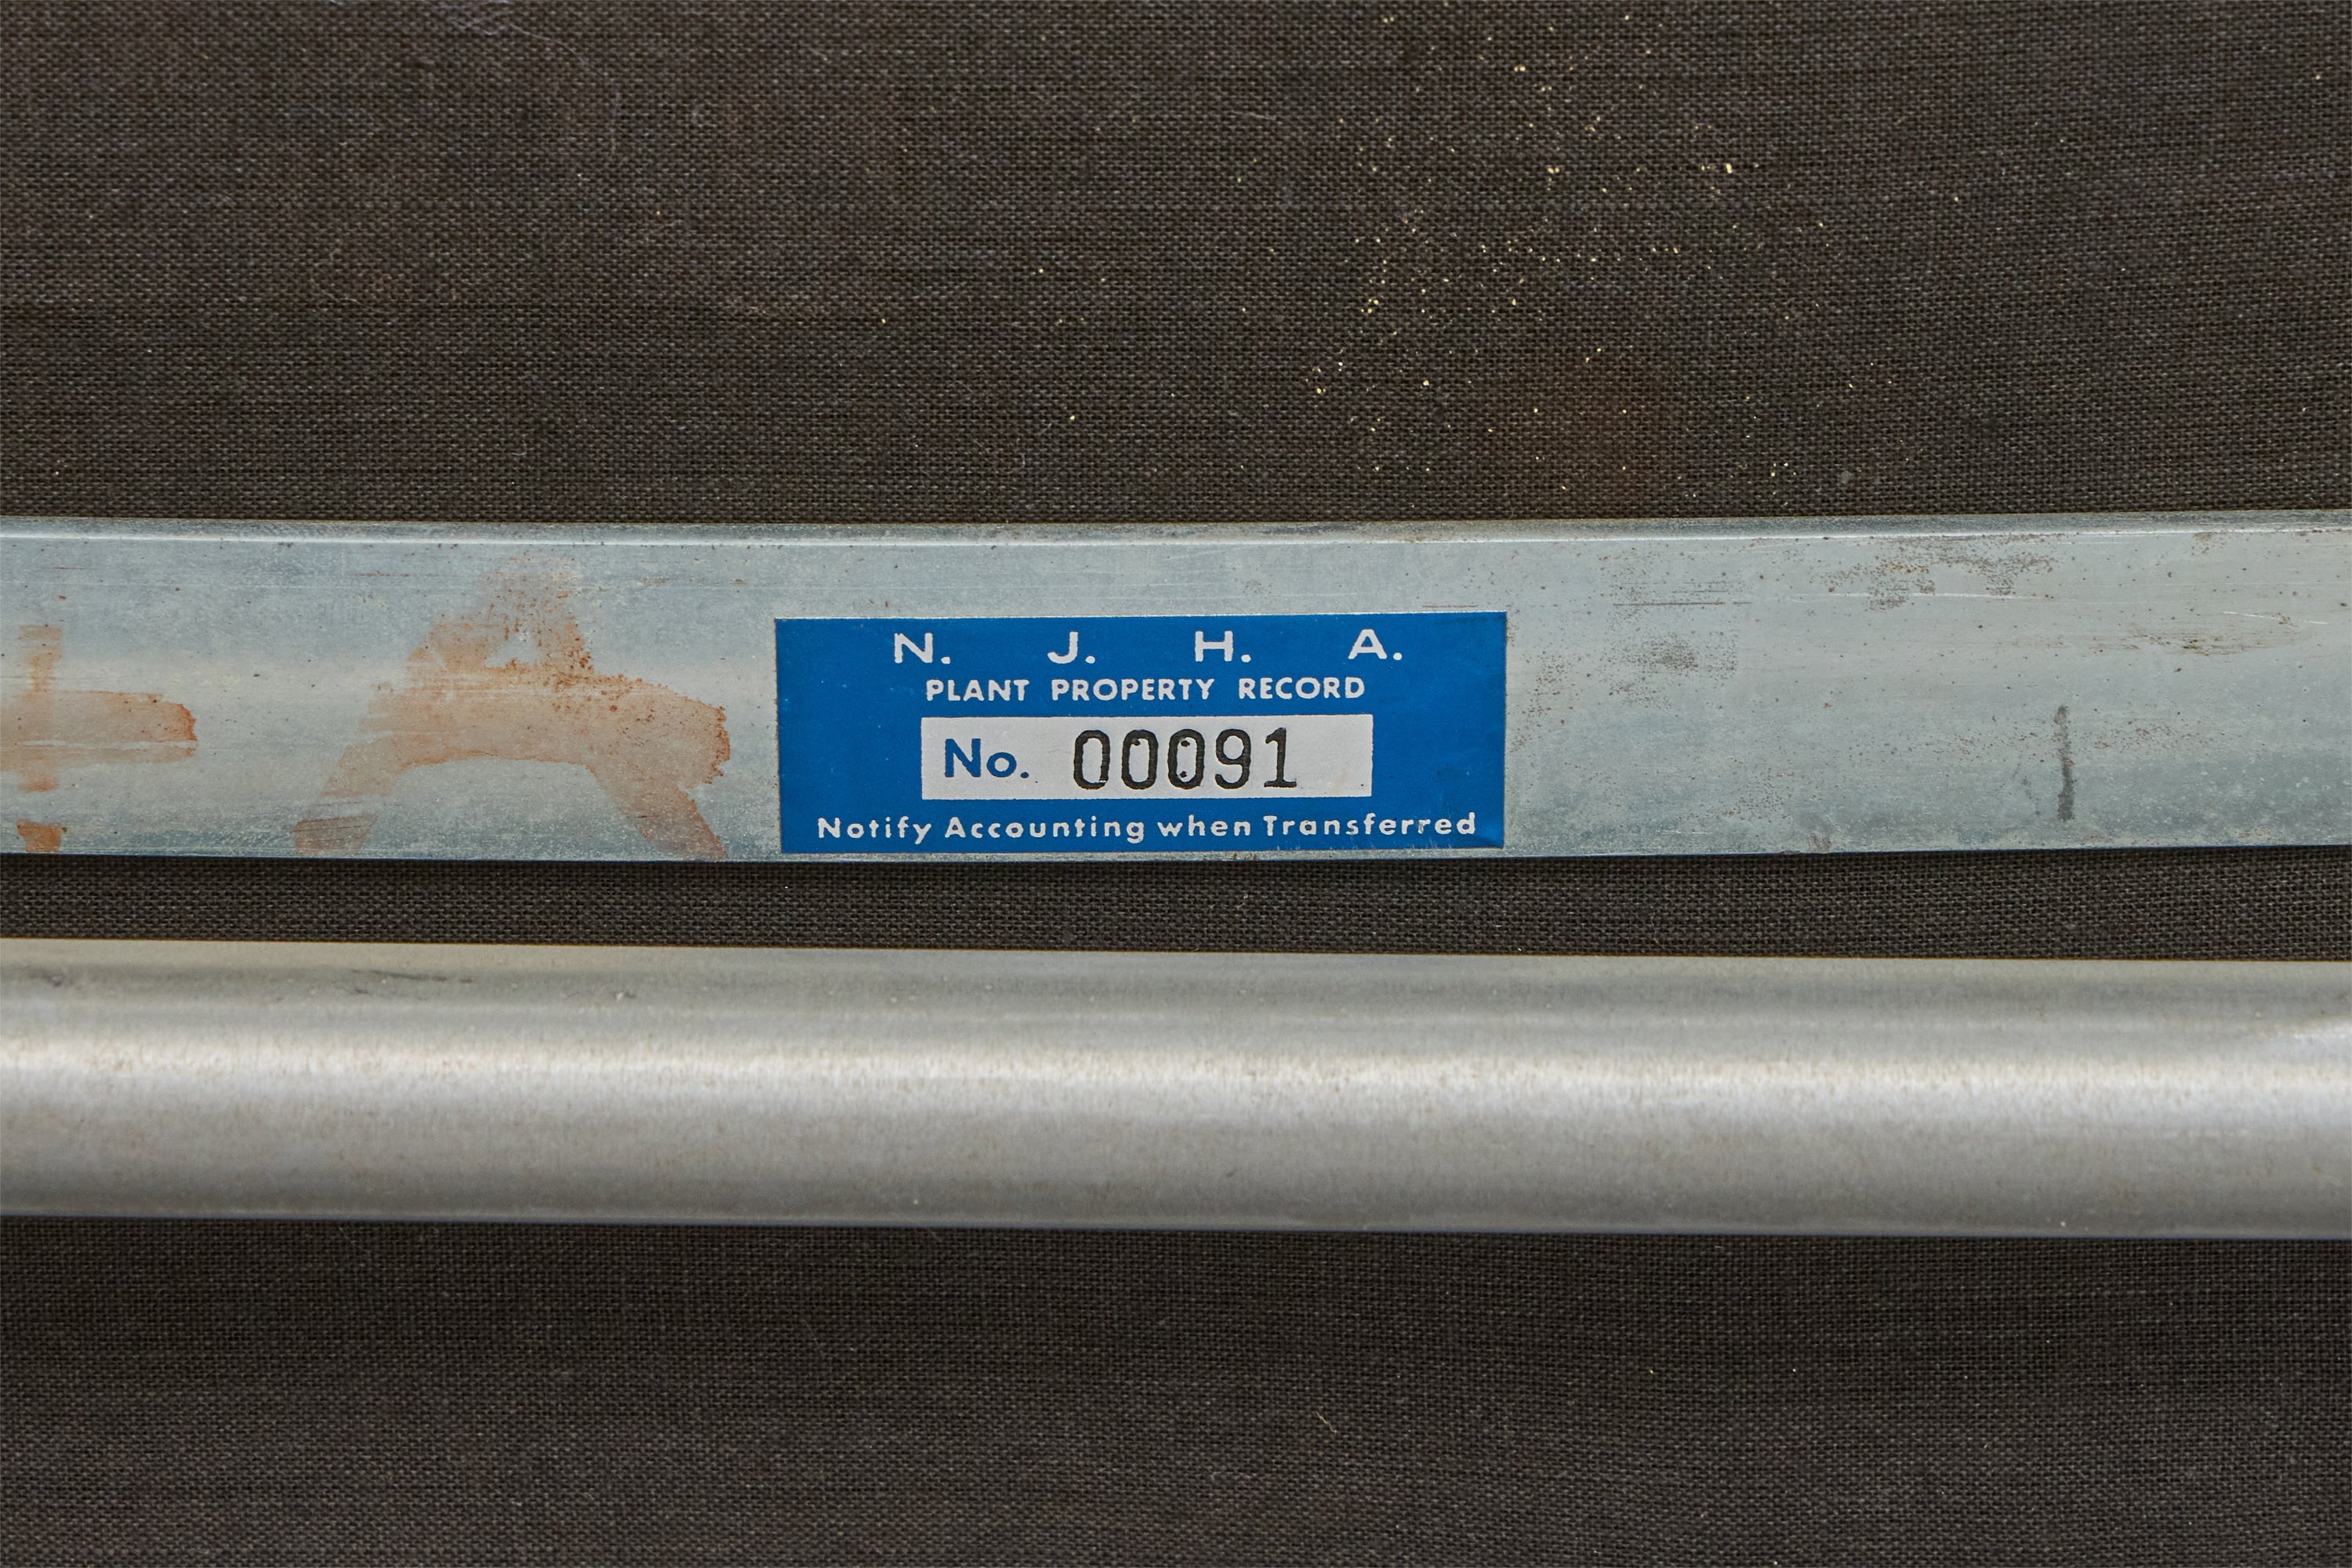 N. J. H. A.
PLANT PROPERTY RECORD
No. 00091
Notify Accounting when Transferred
A